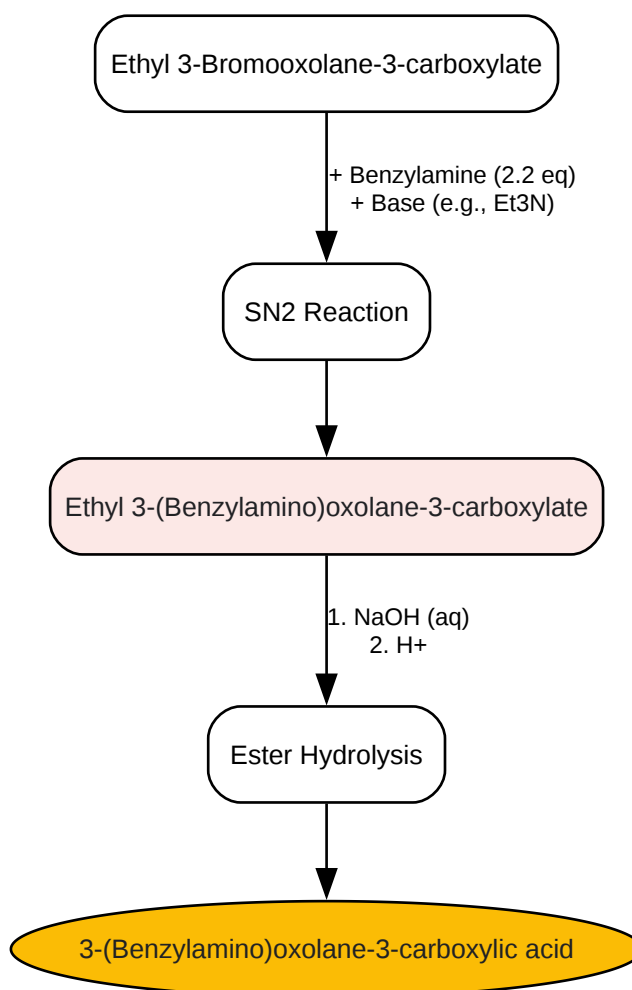 Ethyl 3-Bromooxolane-3-carboxylate
+ Benzylamine (2.2 eq)
+ Base (e.g., Et3N)
SN2 Reaction
Ethyl 3-(Benzylamino)oxolane-3-carboxylate
1. NaOH (aq)
2. H+
Ester Hydrolysis
3-(Benzylamino)oxolane-3-carboxylic acid